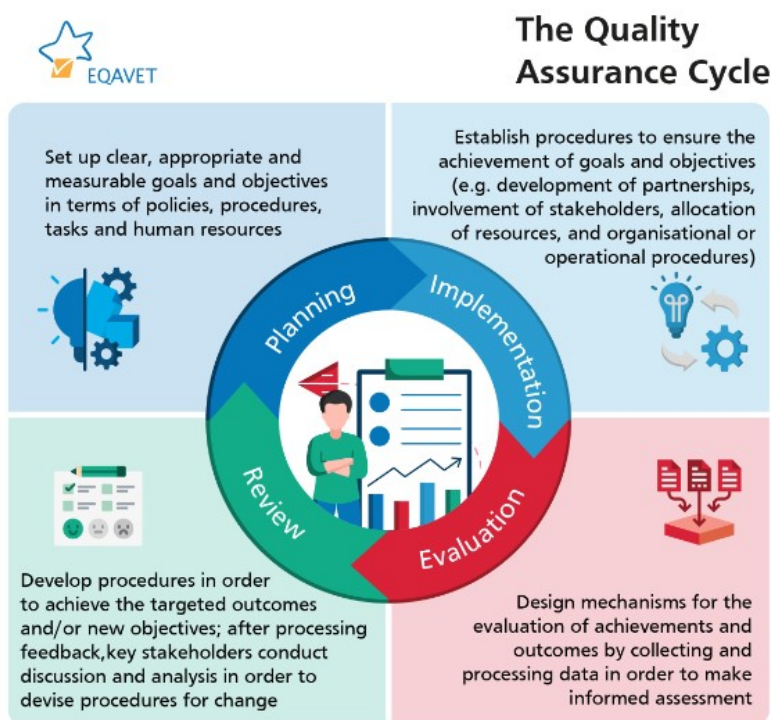 EQAVET
The Quality
Assurance Cycle
Set up clear, appropriate and
measurable goals and objectives
in terms of policies, procedures,
tasks and human resources
Establish procedures to ensure the
achievement of goals and objectives
(e.g. development of partnerships,
involvement of stakeholders, allocation
of resources, and organisational or
operational procedures)
Planning
Implementation
Review
Evaluation
Develop procedures in order
to achieve the targeted outcomes
and/or new objectives; after processing
feedback,key stakeholders conduct
discussion and analysis in order to
devise procedures for change
Design mechanisms for the
evaluation of achievements and
outcomes by collecting and
processing data in order to make
informed assessment